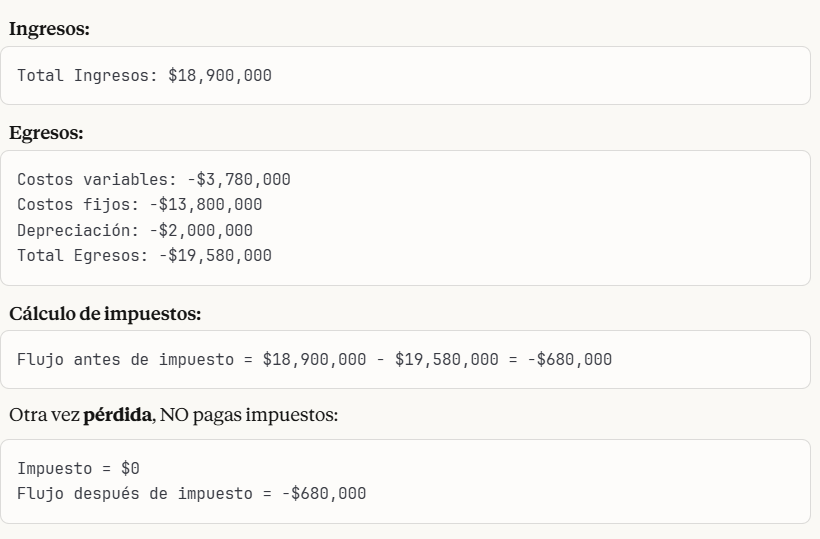 Ingresos:
Total Ingresos: $18,900,000
Egresos:
Costos variables: -$3,780,000
Costos fijos: -$13,800,000
Depreciación: -$2,000,000
Total Egresos: -$19,580,000
Cálculo de impuestos:
Flujo antes de impuesto = $18,900,000 - $19,580,000 = -$680,000
Otra vez pérdida, NO pagas impuestos:
Impuesto = $0
Flujo después de impuesto = -$680,000